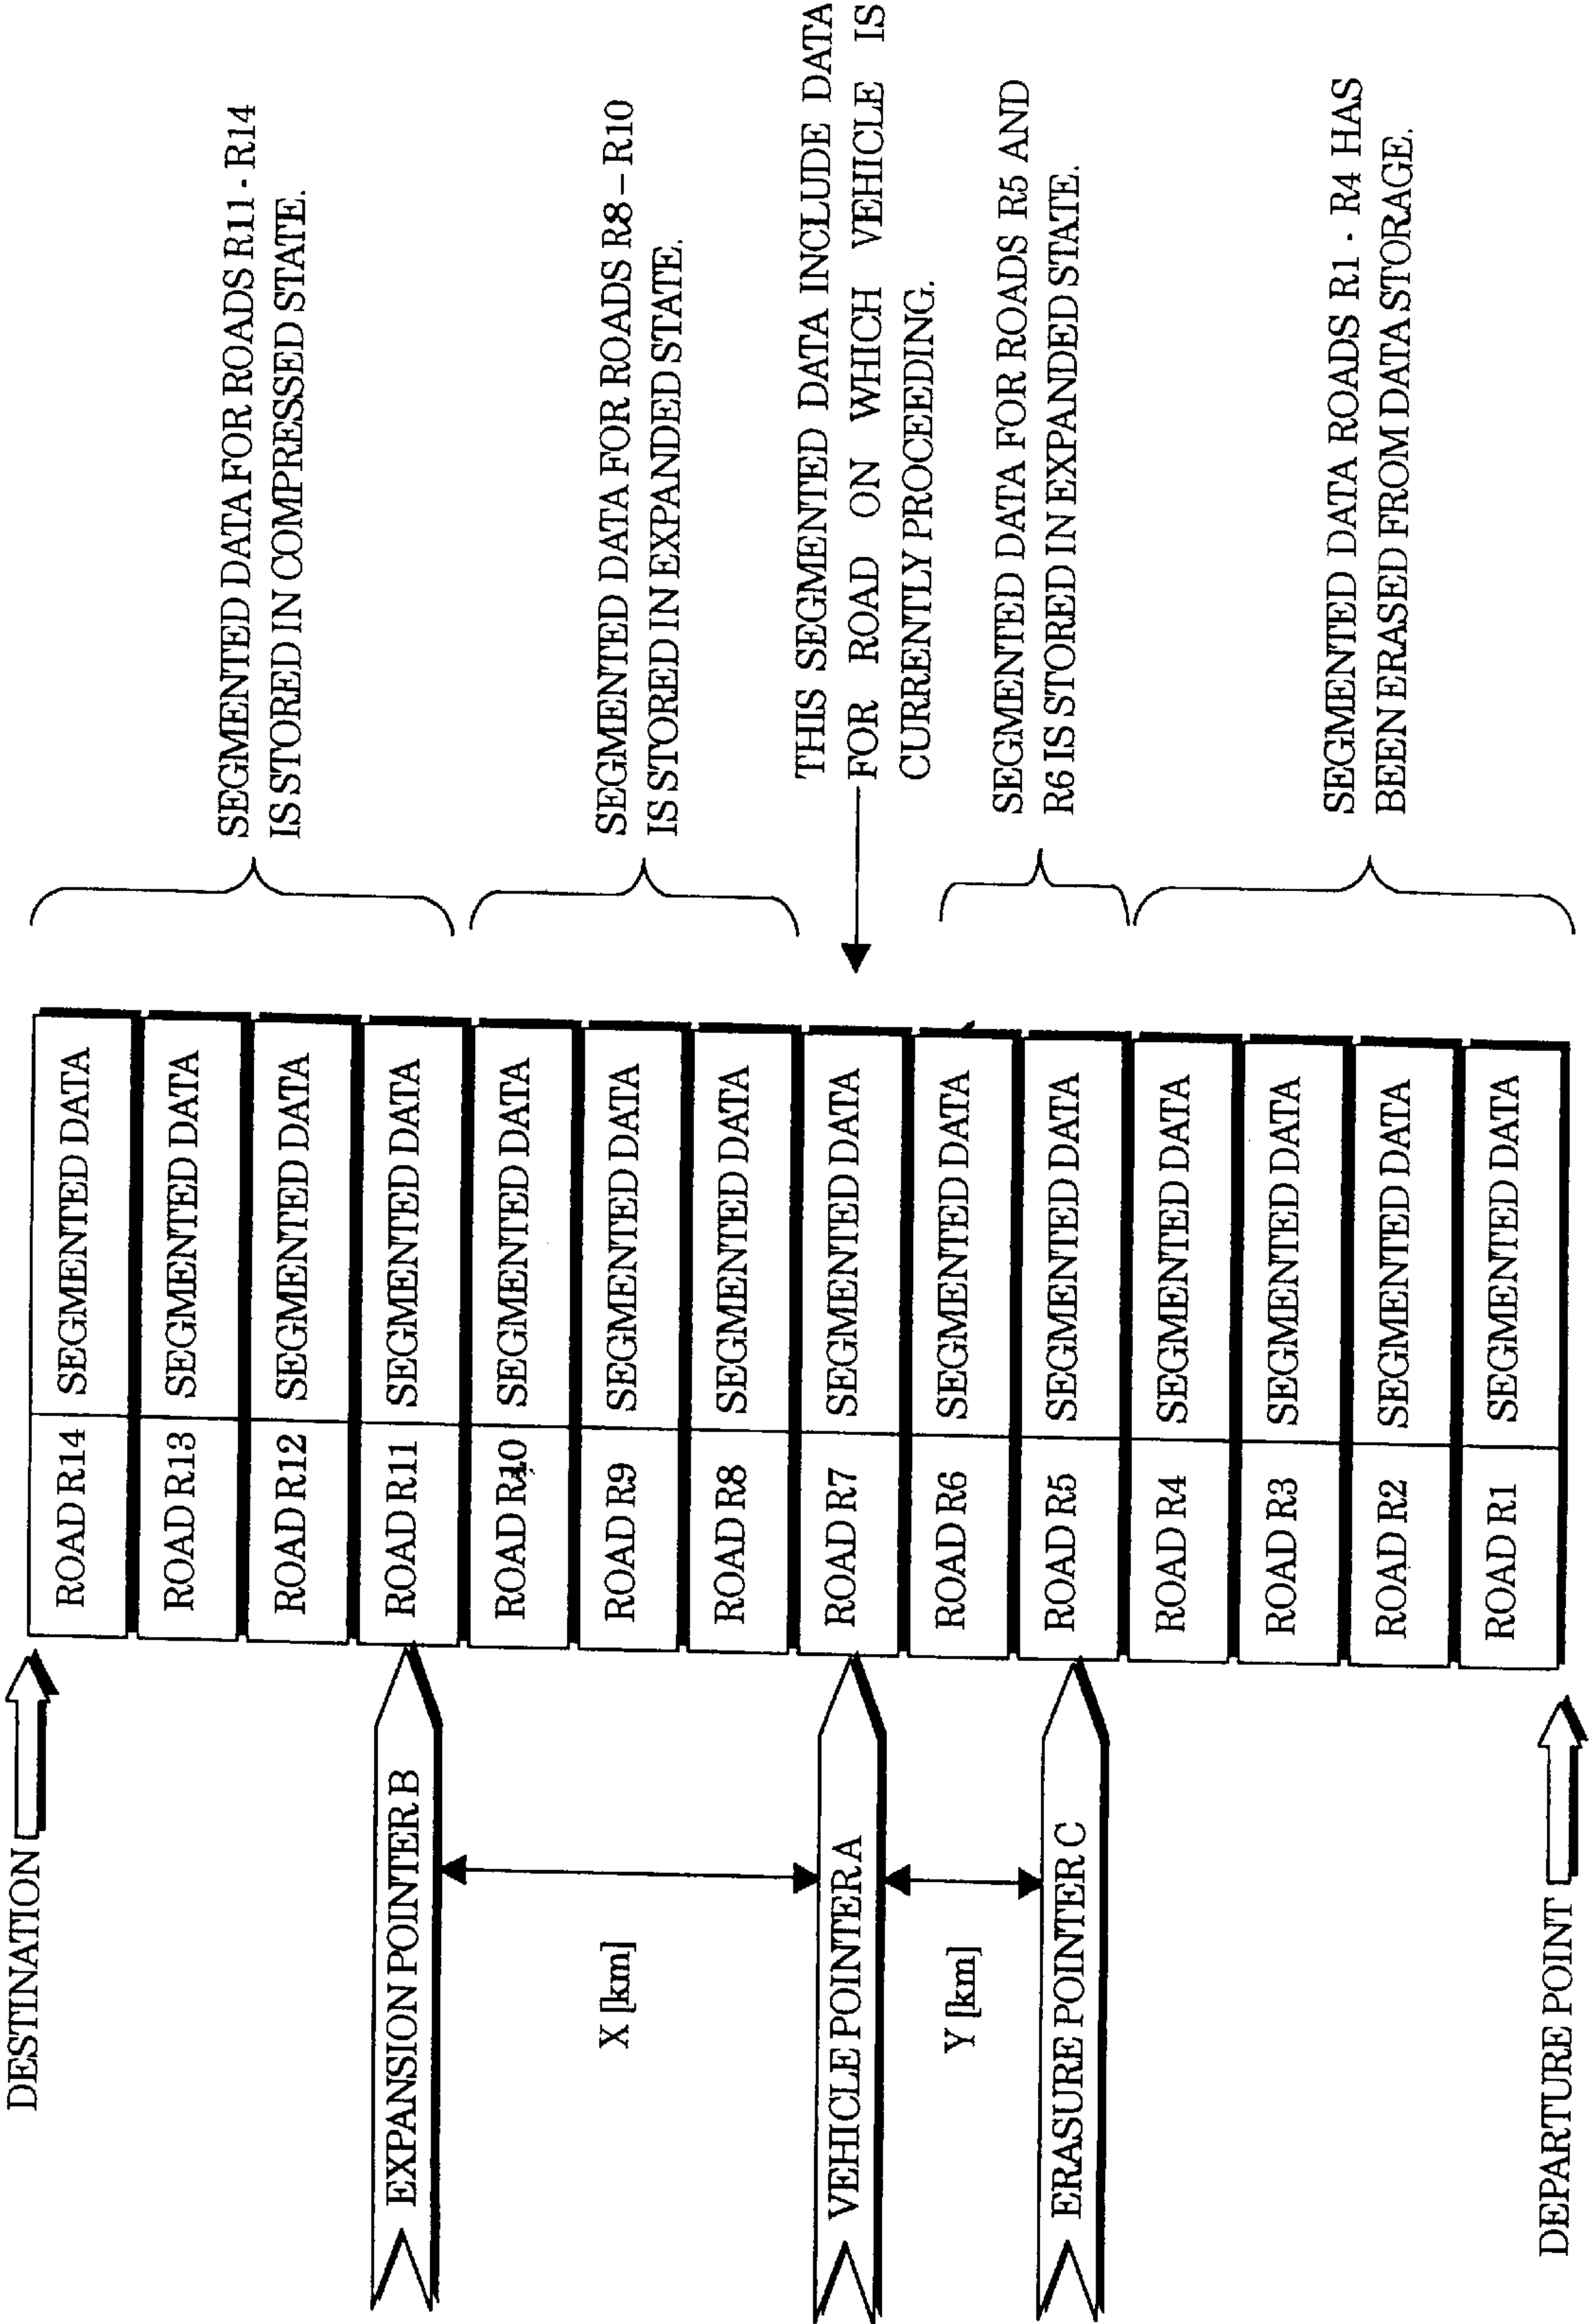 DESTINATION
EXPANSION POINTER B
X [km]
VEHICLE POINTER A
Y [km]
ERASURE POINTER C
DEPARTURE POINT
ROAD R14 SEGMENTED DATA
ROAD R13 SEGMENTED DATA
ROAD R12 SEGMENTED DATA
ROAD R11 SEGMENTED DATA
ROAD R10 SEGMENTED DATA
ROAD R9 SEGMENTED DATA
ROAD R8 SEGMENTED DATA
ROAD R7 SEGMENTED DATA
ROAD R6 SEGMENTED DATA
ROAD R5 SEGMENTED DATA
ROAD R4 SEGMENTED DATA
ROAD R3 SEGMENTED DATA
ROAD R2 SEGMENTED DATA
ROAD R1 SEGMENTED DATA
SEGMENTED DATA FOR ROADS R11 - R14
IS STORED IN COMPRESSED STATE.
SEGMENTED DATA FOR ROADS R8 – R10
IS STORED IN EXPANDED STATE.
THIS SEGMENTED DATA INCLUDE DATA
FOR ROAD ON WHICH VEHICLE IS
CURRENTLY PROCEEDING.
SEGMENTED DATA FOR ROADS R5 AND
R6 IS STORED IN EXPANDED STATE.
SEGMENTED DATA ROADS R1 - R4 HAS
BEEN ERASED FROM DATA STORAGE.